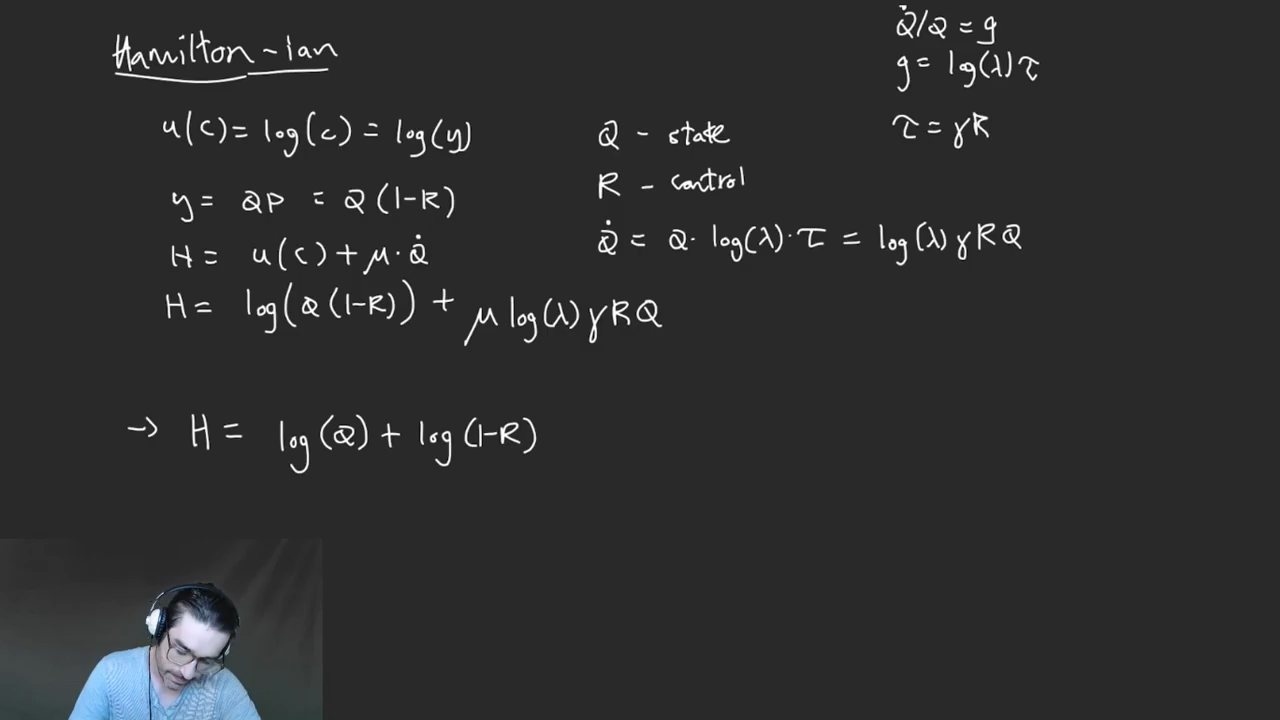 Hamilton-ian
u(c) = log(c) = log(y)
y = QP = Q(1-R)
H = u(c) + μ·Q̇
H = log(Q(1-R)) + μ log(λ) γRQ
→ H = log(Q) + log(1-R)
Q - state
R - control
Q̇ = Q·log(λ)·τ = log(λ) γRQ
Q̇/Q = g
g = log(λ) τ
τ = γR